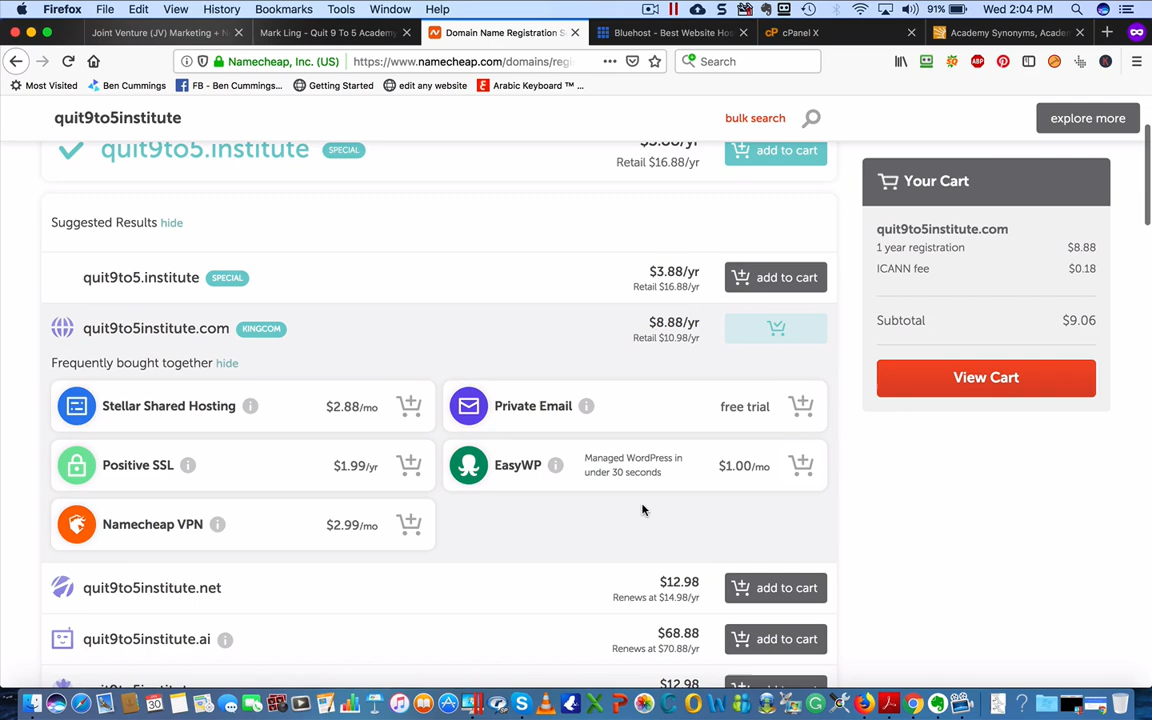 Firefox File Edit View History Bookmarks Tools Window Help 91% Wed 2:04 PM
Joint Venture (JV) Marketing + N
Mark Ling - Quit 9 To 5 Academy
Domain Name Registration S
Bluehost - Best Website Hos
cPanel X
Academy Synonyms, Academ
Namecheap, Inc. (US) https://www.namecheap.com/domains/regi
Search
Most Visited Ben Cummings FB - Ben Cummings... Getting Started edit any website Arabic Keyboard ™ ...
quit9to5institute
bulk search
explore more
quit9to5.institute SPECIAL
Retail $16.88/yr
add to cart
Your Cart
quit9to5institute.com
1 year registration $8.88
ICANN fee $0.18
Subtotal $9.06
View Cart
Suggested Results hide
quit9to5.institute SPECIAL
$3.88/yr
Retail $16.88/yr
add to cart
quit9to5institute.com KINGCOM
$8.88/yr
Retail $10.98/yr
Frequently bought together hide
Stellar Shared Hosting $2.88/mo
Private Email free trial
Positive SSL $1.99/yr
EasyWP Managed WordPress in
under 30 seconds
$1.00/mo
Namecheap VPN $2.99/mo
quit9to5institute.net
$12.98
Renews at $14.98/yr
add to cart
quit9to5institute.ai
$68.88
Renews at $70.88/yr
add to cart
$12.98